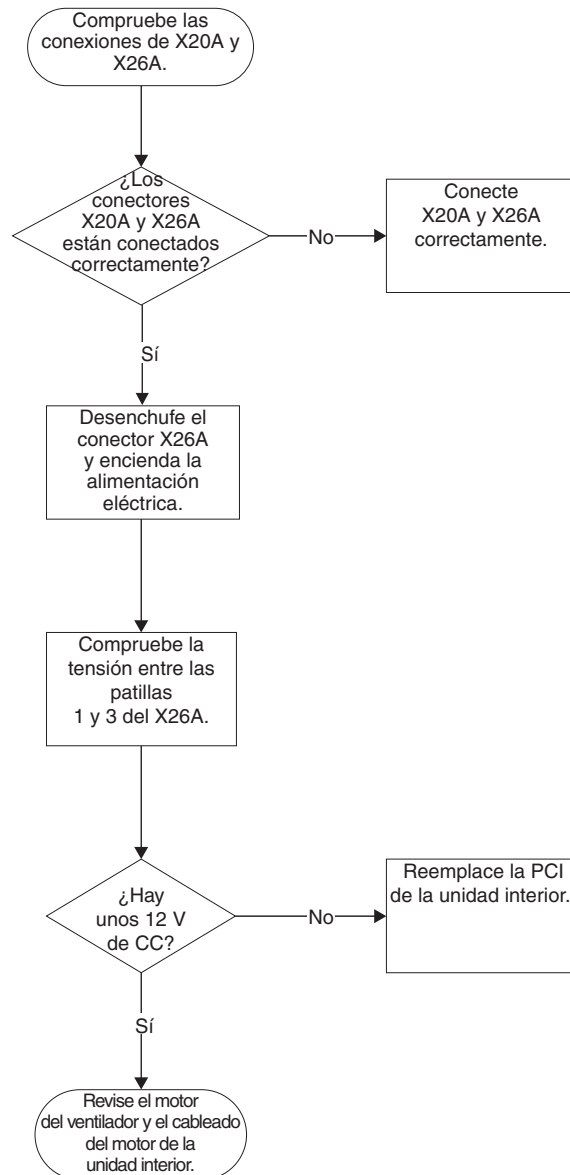 Compruebe las
conexiones de X20A y
X26A.
¿Los
conectores
X20A y X26A
están conectados
correctamente?
No
Conecte
X20A y X26A
correctamente.
Sí
Desenchufe el
conector X26A
y encienda la
alimentación
eléctrica.
Compruebe la
tensión entre las
patillas
1 y 3 del X26A.
¿Hay
unos 12 V
de CC?
No
Reemplace la PCI
de la unidad interior.
Sí
Revise el motor
del ventilador y el cableado
del motor de la
unidad interior.